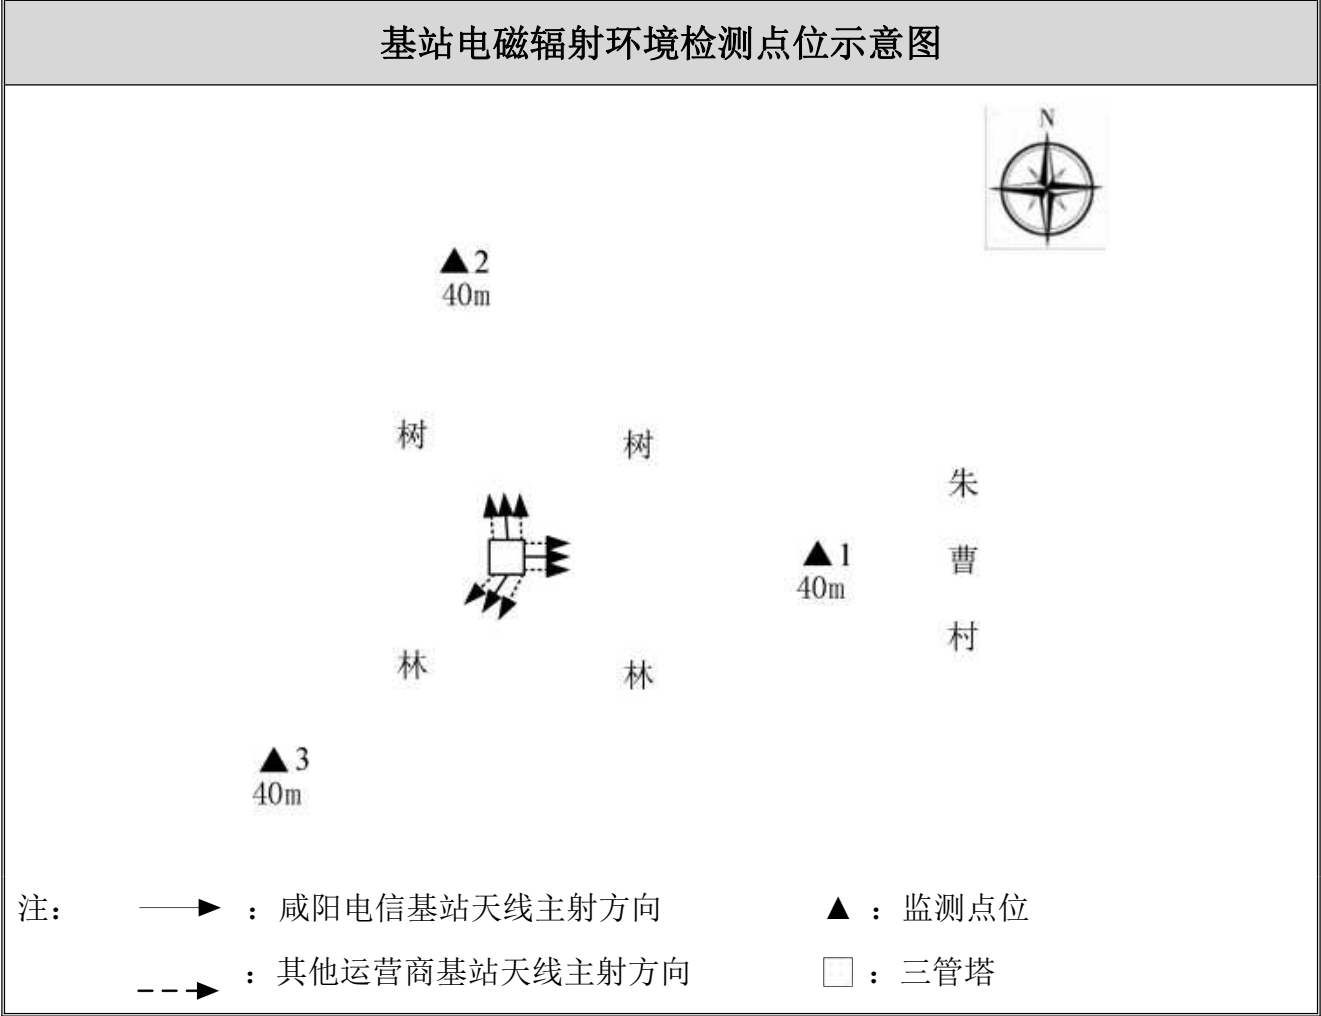 基站电磁辐射环境检测点位示意图
N
▲2
40m
树
树
朱
曹
村
▲1
40m
林
林
▲3
40m
注：
：咸阳电信基站天线主射方向
▲：监测点位
：其他运营商基站天线主射方向
：三管塔